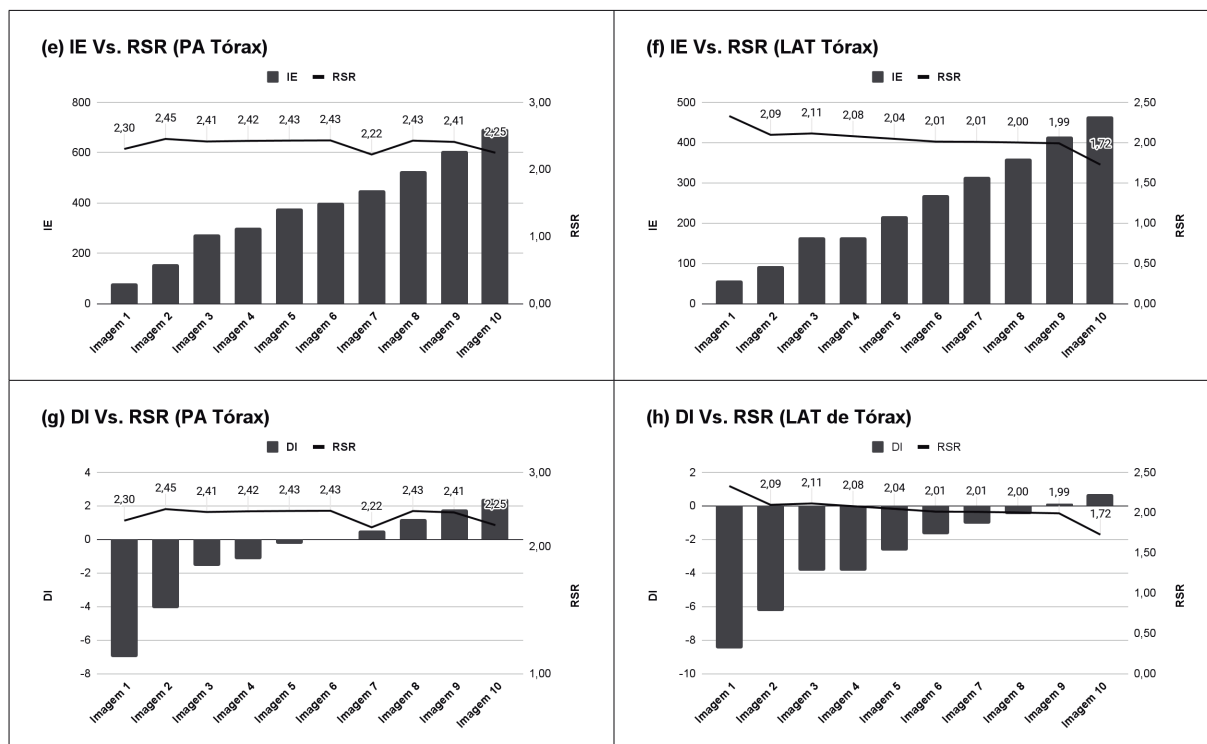 (e) IE Vs. RSR (PA Tórax)
IE RSR
800
600
400
200
0
IE
3,00
2,00
1,00
0,00
RSR
2,30 2,45 2,41 2,42 2,43 2,43 2,22 2,43 2,41 2,25
Imagem 1 Imagem 2 Imagem 3 Imagem 4 Imagem 5 Imagem 6 Imagem 7 Imagem 8 Imagem 9 Imagem 10
(f) IE Vs. RSR (LAT Tórax)
IE RSR
500
400
300
200
100
0
IE
2,50
2,00
1,50
1,00
0,50
0,00
RSR
2,09 2,11 2,08 2,04 2,01 2,01 2,00 1,99 1,72
Imagem 1 Imagem 2 Imagem 3 Imagem 4 Imagem 5 Imagem 6 Imagem 7 Imagem 8 Imagem 9 Imagem 10
(g) DI Vs. RSR (PA Tórax)
DI RSR
4
2
0
-2
-4
-6
-8
DI
3,00
2,00
1,00
RSR
2,30 2,45 2,41 2,42 2,43 2,43 2,22 2,43 2,41 2,25
Imagem 1 Imagem 2 Imagem 3 Imagem 4 Imagem 5 Imagem 6 Imagem 7 Imagem 8 Imagem 9 Imagem 10
(h) DI Vs. RSR (LAT de Tórax)
DI RSR
2
0
-2
-4
-6
-8
-10
DI
2,50
2,00
1,50
1,00
0,50
0,00
RSR
2,09 2,11 2,08 2,04 2,01 2,01 2,00 1,99 1,72
Imagem 1 Imagem 2 Imagem 3 Imagem 4 Imagem 5 Imagem 6 Imagem 7 Imagem 8 Imagem 9 Imagem 10